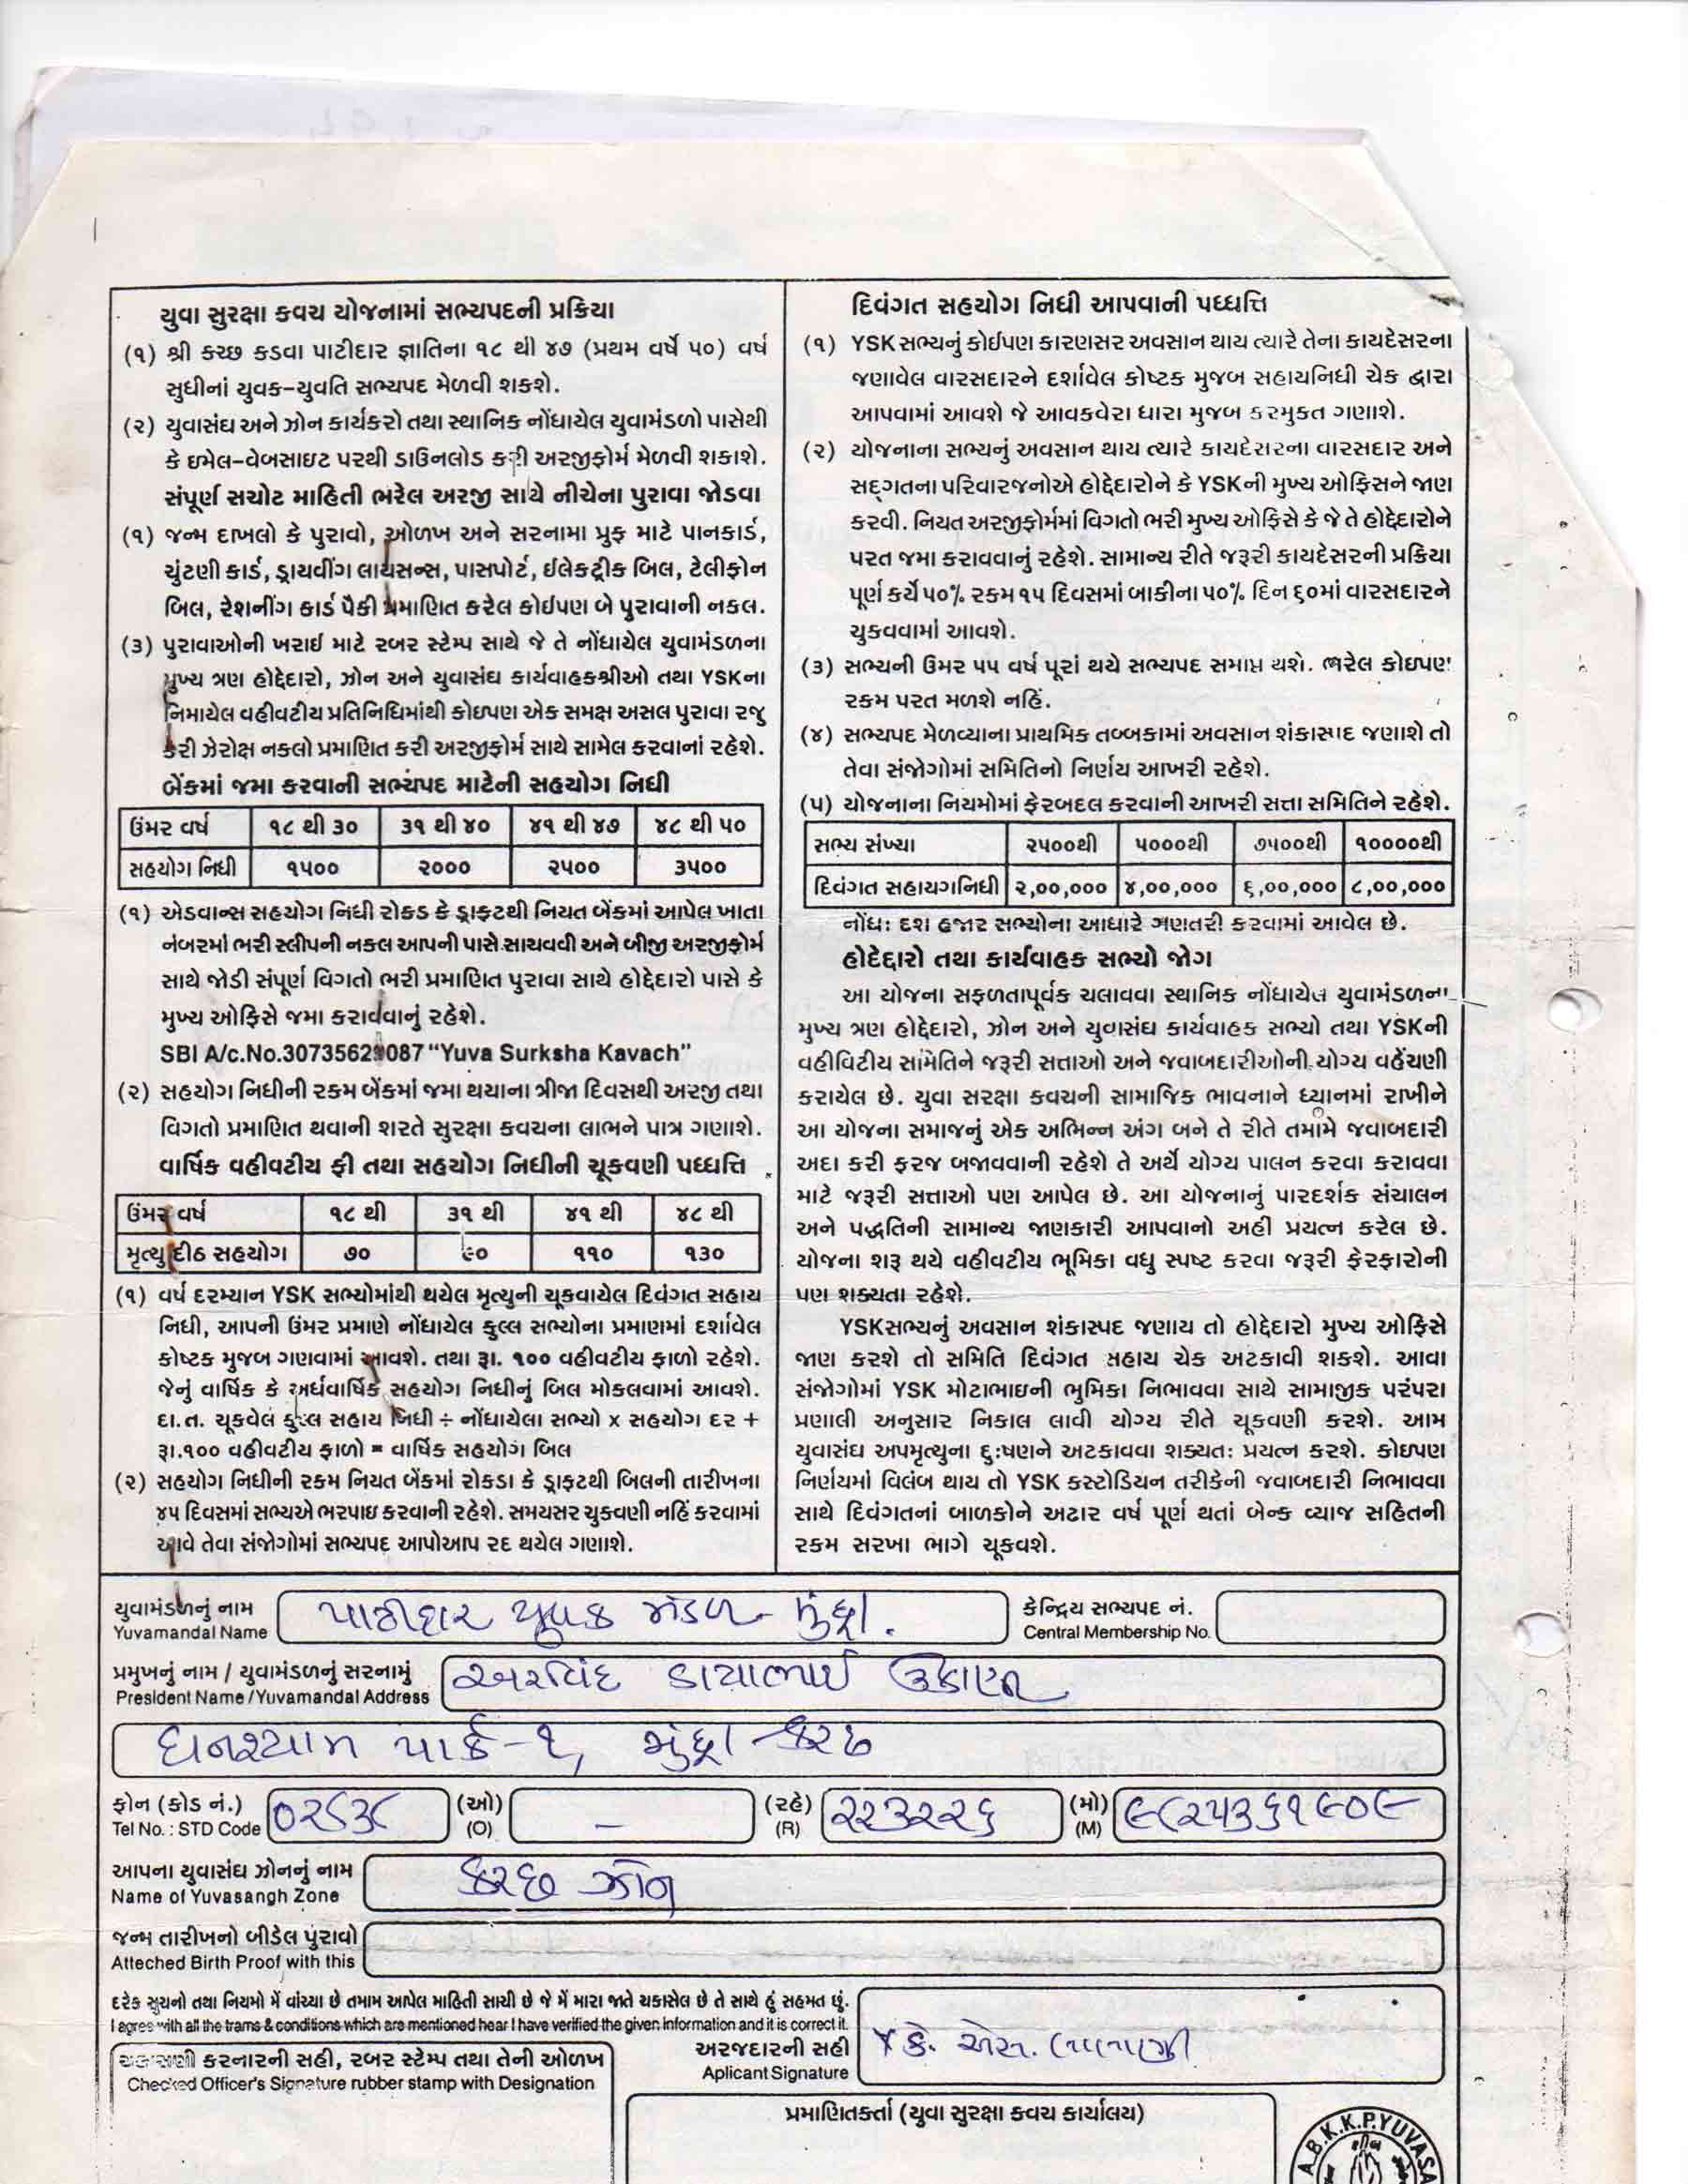 યુવા સુરક્ષા કવચ યોજનામાં સભ્યપદની પ્રક્રિયા
(૧) શ્રી કચ્છ કડવા પાટીદાર જ્ઞાતિના ૧૮ થી ૪૭ (પ્રથમ વર્ષે ૫૦) વર્ષ
સુધીનાં યુવક-યુવતિ સભ્યપદ મેળવી શકશે.
(૨) યુવાસંઘ અને ઝોન કાર્યકરો તથા સ્થાનિક નોંધાયેલ યુવામંડળો પાસેથી
કે ઇમેલ-વેબસાઇટ પરથી ડાઉનલોડ કરી અરજીફોર્મ મેળવી શકાશે.
સંપૂર્ણ સચોટ માહિતી ભરેલ અરજી સાથે નીચેના પુરાવા જોડવા
(૧) જન્મ દાખલો કે પુરાવો, ઓળખ અને સરનામા પ્રુફ માટે પાનકાર્ડ,
ચુંટણી કાર્ડ, ડ્રાયવીંગ લાયસન્સ, પાસપોર્ટ, ઈલેક્ટ્રીક બિલ, ટેલીફોન
બિલ, રેશનીંગ કાર્ડ પૈકી પ્રમાણિત કરેલ કોઈપણ બે પુરાવાની નકલ.
(૩) પુરાવાઓની ખરાઈ માટે રબર સ્ટેમ્પ સાથે જે તે નોંધાયેલ યુવામંડળના
મુખ્ય ત્રણ હોદ્દેદારો, ઝોન અને યુવાસંઘ કાર્યવાહકશ્રીઓ તથા YSKના
નિમાયેલ વહીવટીય પ્રતિનિધિમાંથી કોઇપણ એક સમક્ષ અસલ પુરાવા રજુ
કરી ઝેરોક્ષ નકલો પ્રમાણિત કરી અરજીફોર્મ સાથે સામેલ કરવાનાં રહેશે.
બેંકમાં જમા કરવાની સભ્યપદ માટેની સહયોગ નિધી
ઉંમર વર્ષ ૧૮ થી ૩૦ ૩૧ થી ૪૦ ૪૧ થી ૪૭ ૪૮ થી ૫૦
સહયોગ નિધી ૧૫૦૦ ૨૦૦૦ ૨૫૦૦ ૩૫૦૦
(૧) એડવાન્સ સહયોગ નિધી રોકડ કે ડ્રાફટથી નિયત બેંકમાં આપેલ ખાતા
નંબરમાં ભરી સ્લીપની નકલ આપની પાસે સાચવવી અને બીજી અરજીફોર્મ
સાથે જોડી સંપૂર્ણ વિગતો ભરી પ્રમાણિત પુરાવા સાથે હોદ્દેદારો પાસે કે
મુખ્ય ઓફિસે જમા કરાવવાનું રહેશે.
SBI A/c.No. "Yuva Surksha Kavach"
(૨) સહયોગ નિધીની રકમ બેંકમાં જમા થયાના ત્રીજા દિવસથી અરજી તથા
વિગતો પ્રમાણિત થવાની શરતે સુરક્ષા કવચના લાભને પાત્ર ગણાશે.
વાર્ષિક વહીવટીય ફી તથા સહયોગ નિધીની ચૂકવણી પધ્ધત્તિ
ઉંમર વર્ષ ૧૮ થી ૩૧ થી ૪૧ થી ૪૮ થી
મૃત્યુદીઠ સહયોગ ૭૦ ૯૦ ૧૧૦ ૧૩૦
(૧) વર્ષ દરમ્યાન YSK સભ્યોમાંથી થયેલ મૃત્યુની ચૂકવાયેલ દિવંગત સહાય
નિધી, આપની ઉંમર પ્રમાણે નોંધાયેલ કુલ્લ સભ્યોના પ્રમાણમાં દર્શાવેલ
કોષ્ટક મુજબ ગણવામાં આવશે. તથા રૂા. ૧૦૦ વહીવટીય ફાળો રહેશે.
જેનું વાર્ષિક કે અર્ધવાર્ષિક સહયોગ નિધીનું બિલ મોકલવામાં આવશે.
દા.ત. ચૂકવેલ કુલ્લ સહાય નિધી ÷ નોંધાયેલા સભ્યો x સહયોગ દર +
રૂા.૧૦૦ વહીવટીય ફાળો = વાર્ષિક સહયોગ બિલ
(૨) સહયોગ નિધીની રકમ નિયત બેંકમાં રોકડા કે ડ્રાફટથી બિલની તારીખના
૪૫ દિવસમાં સભ્યએ ભરપાઇ કરવાની રહેશે. સમયસર ચુકવણી નહિં કરવામાં
આવે તેવા સંજોગોમાં સભ્યપદ આપોઆપ રદ થયેલ ગણાશે.
દિવંગત સહયોગ નિધી આપવાની પધ્ધત્તિ
(૧) YSK સભ્યનું કોઈપણ કારણસર અવસાન થાય ત્યારે તેના કાયદેસરના
જણાવેલ વારસદારને દર્શાવેલ કોષ્ટક મુજબ સહાયનિધી ચેક દ્વારા
આપવામાં આવશે જે આવકવેરા ધારા મુજબ કરમુકત ગણાશે.
(૨) યોજનાના સભ્યનું અવસાન થાય ત્યારે કાયદેસરના વારસદાર અને
સદ્ગતના પરિવારજનોએ હોદ્દેદારોને કે YSKની મુખ્ય ઓફિસને જાણ
કરવી. નિયત અરજીફોર્મમાં વિગતો ભરી મુખ્ય ઓફિસે કે જે તે હોદ્દેદારોને
પરત જમા કરાવવાનું રહેશે. સામાન્ય રીતે જરૂરી કાયદેસરની પ્રક્રિયા
પૂર્ણ કર્યે ૫૦% રકમ ૧૫ દિવસમાં બાકીના ૫૦% દિન ૬૦માં વારસદારને
ચુકવવામાં આવશે.
(૩) સભ્યની ઉંમર ૫૫ વર્ષ પૂરાં થયે સભ્યપદ સમાપ્ત થશે. ભરેલ કોઇપણ
રકમ પરત મળશે નહિં.
(૪) સભ્યપદ મેળવ્યાના પ્રાથમિક તબ્બકામાં અવસાન શંકાસ્પદ જણાશે તો
તેવા સંજોગોમાં સમિતિનો નિર્ણય આખરી રહેશે.
(૫) યોજનાના નિયમોમાં ફેરબદલ કરવાની આખરી સત્તા સમિતિને રહેશે.
સભ્ય સંખ્યા ૨૫૦૦થી ૫૦૦૦થી ૭૫૦૦થી ૧૦૦૦૦થી
દિવંગત સહાયગનિધી ૨,૦૦,૦૦૦ ૪,૦૦,૦૦૦ ૬,૦૦,૦૦૦ ૮,૦૦,૦૦૦
નોંધ: દશ હજાર સભ્યોના આધારે ગણતરી કરવામાં આવેલ છે.
હોદેદ્દારો તથા કાર્યવાહક સભ્યો જોગ
આ યોજના સફળતાપૂર્વક ચલાવવા સ્થાનિક નોંધાયેલ યુવામંડળના
મુખ્ય ત્રણ હોદ્દેદારો, ઝોન અને યુવાસંઘ કાર્યવાહક સભ્યો તથા YSKની
વહીવિટીય સમિતિને જરૂરી સત્તાઓ અને જવાબદારીઓની યોગ્ય વહેંચણી
કરાયેલ છે. યુવા સરક્ષા કવચની સામાજિક ભાવનાને ધ્યાનમાં રાખીને
આ યોજના સમાજનું એક અભિન્ન અંગ બને તે રીતે તમામે જવાબદારી
અદા કરી ફરજ બજાવવાની રહેશે તે અર્થે યોગ્ય પાલન કરવા કરાવવા
માટે જરૂરી સત્તાઓ પણ આપેલ છે. આ યોજનાનું પારદર્શક સંચાલન
અને પદ્ધતિની સામાન્ય જાણકારી આપવાનો અહી પ્રયત્ન કરેલ છે.
યોજના શરૂ થયે વહીવટીય ભૂમિકા વધુ સ્પષ્ટ કરવા જરૂરી ફેરફારોની
પણ શક્યતા રહેશે.
YSKસભ્યનું અવસાન શંકાસ્પદ જણાય તો હોદ્દેદારો મુખ્ય ઓફિસે
જાણ કરશે તો સમિતિ દિવંગત સહાય ચેક અટકાવી શકશે. આવા
સંજોગોમાં YSK મોટાભાઇની ભુમિકા નિભાવવા સાથે સામાજીક પરંપરા
પ્રણાલી અનુસાર નિકાલ લાવી યોગ્ય રીતે ચૂકવણી કરશે. આમ
યુવાસંઘ અપમૃત્યુના દુ:ષણને અટકાવવા શક્યત: પ્રયત્ન કરશે. કોઇપણ
નિર્ણયમાં વિલંબ થાય તો YSK કસ્ટોડિયન તરીકેની જવાબદારી નિભાવવા
સાથે દિવંગતનાં બાળકોને અઢાર વર્ષ પૂર્ણ થતાં બેન્ક વ્યાજ સહિતની
રકમ સરખા ભાગે ચૂકવશે.
યુવામંડળનું નામ પાટીદાર યુવક મંડળ - મુંદ્રા.
Yuvamandal Name
કેન્દ્રિય સભ્યપદ નં.
Central Membership No.
પ્રમુખનું નામ / યુવામંડળનું સરનામું અરવિંદ ડાયાભાઈ ઉકાણી
President Name /Yuvamandal Address
ઘનશ્યામ પાર્ક-૧, મુંદ્રા - કચ્છ
ફોન (કોડ નં.) ૦૨૮૩૮ (ઓ) – (રહે) ૨૨૩૨૨૬ (મો) ૯૮૨૫૩૬૧૯૦૯
Tel No. : STD Code (O) (R) (M)
આપના યુવાસંઘ ઝોનનું નામ કચ્છ ઝોન
Name of Yuvasangh Zone
જન્મ તારીખનો બીડેલ પુરાવો
Atteched Birth Proof with this
દરેક સુચનો તથા નિયમો મેં વાંચ્યા છે તમામ આપેલ માહિતી સાચી છે જે મેં મારા જાતે ચકાસેલ છે તે સાથે હું સહમત છું.
I agree with all the trams & conditions which are mentioned hear I have verified the given information and it is correct it.
અરજદારની સહી x કે. એસ.
Aplicant Signature
ચકાસણી કરનારની સહી, રબર સ્ટેમ્પ તથા તેની ઓળખ
Checked Officer's Signature rubber stamp with Designation
પ્રમાણિતકર્તા (યુવા સુરક્ષા કવચ કાર્યાલય)
A.B.K.K.P.YUVASA